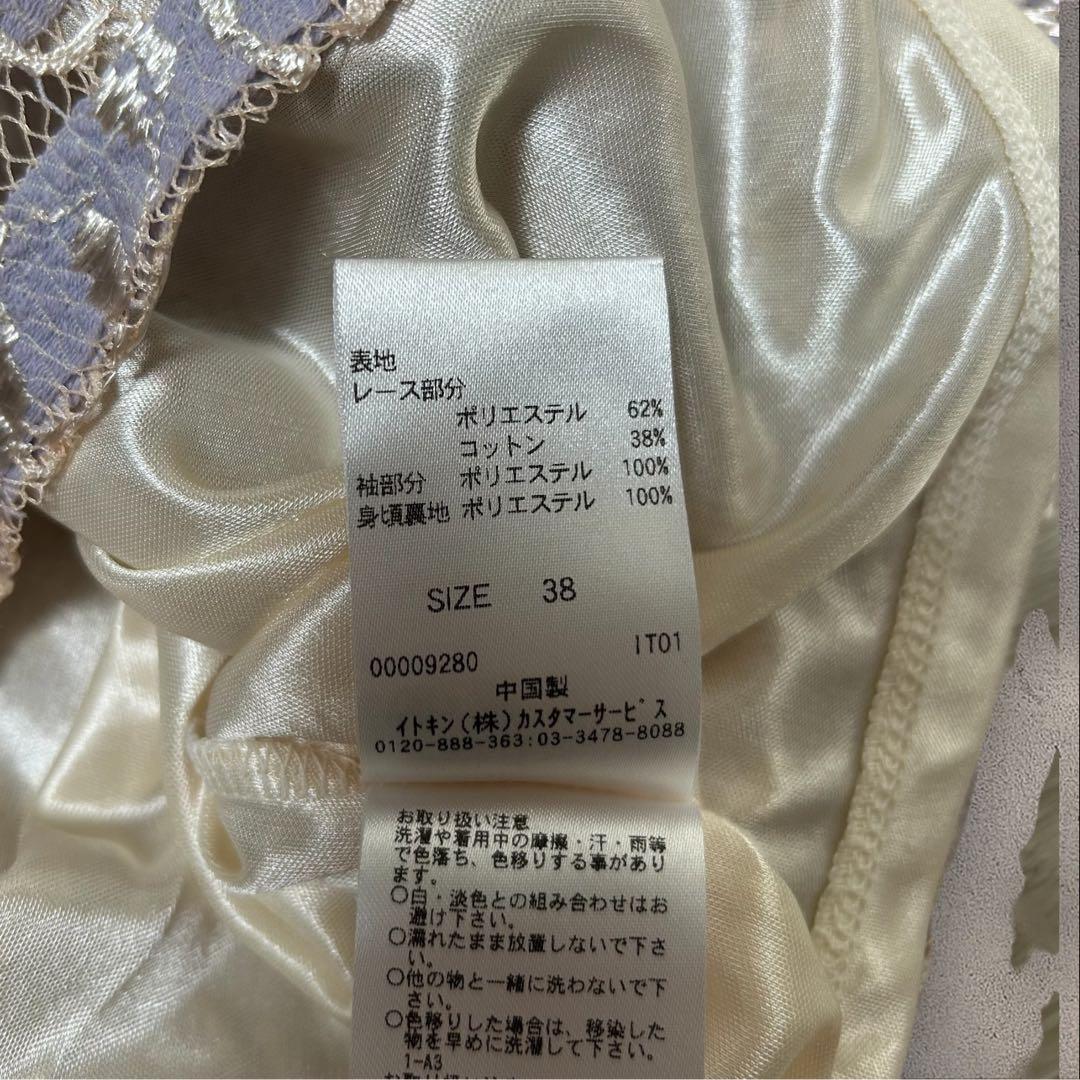 表地
レース部分
ポリエステル 62%
コットン 38%
袖部分 ポリエステル 100%
身頃裏地 ポリエステル 100%
SIZE 38
00009280 IT01
中国製
イトキン(株)カスタマーサービス
0120-888-363:03-3478-8088
お取り扱い注意
洗濯や着用中の摩擦・汗・雨等
で色落ち、色移りする事があり
ます。
○白・淡色との組み合わせはお
避け下さい。
○濡れたまま放置しないで下さ
い。
○他の物と一緒に洗わないで下
さい。
○色移りした場合は、移染した
物を早めに洗濯して下さい。
1-A3